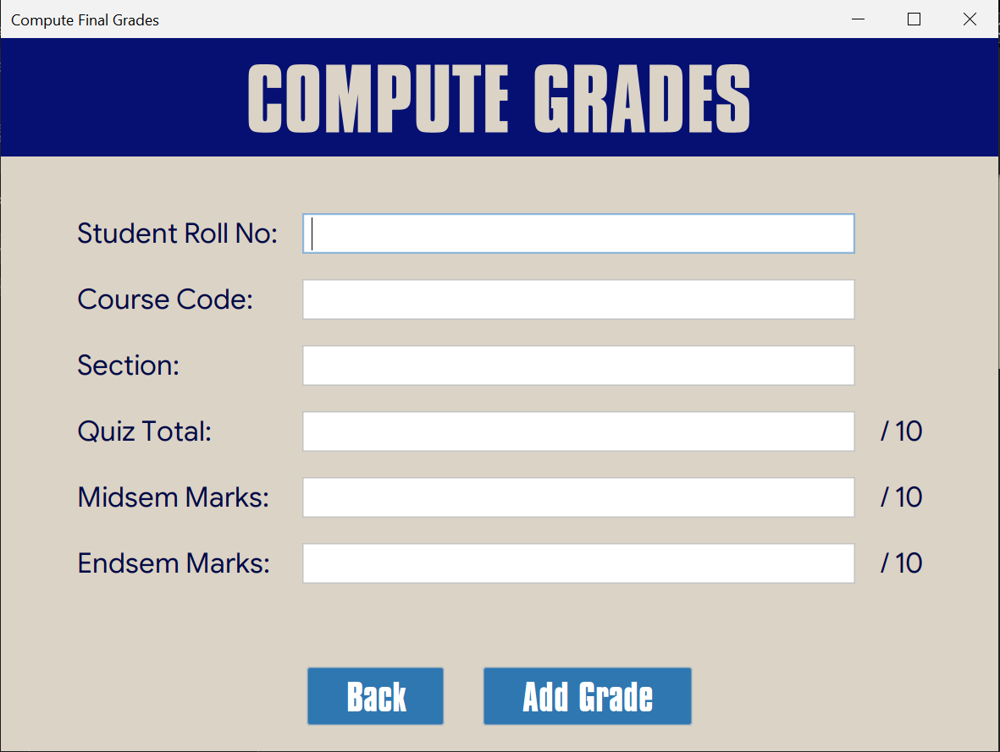 Compute Final Grades
COMPUTE GRADES
Student Roll No:
Course Code:
Section:
Quiz Total: / 10
Midsem Marks: / 10
Endsem Marks: / 10
Back Add Grade